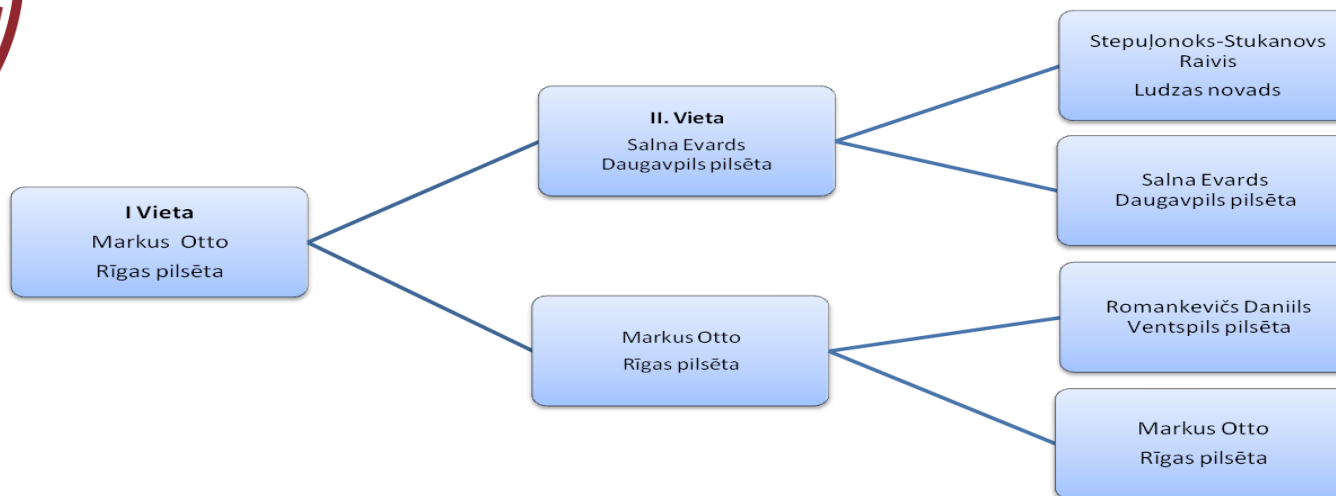 I Vieta
Markus Otto
Rīgas pilsēta
II. Vieta
Salna Evards
Daugavpils pilsēta
Markus Otto
Rīgas pilsēta
Stepuļonoks-Stukanovs
Raivis
Ludzas novads
Salna Evards
Daugavpils pilsēta
Romankevičs Daniils
Ventspils pilsēta
Markus Otto
Rīgas pilsēta